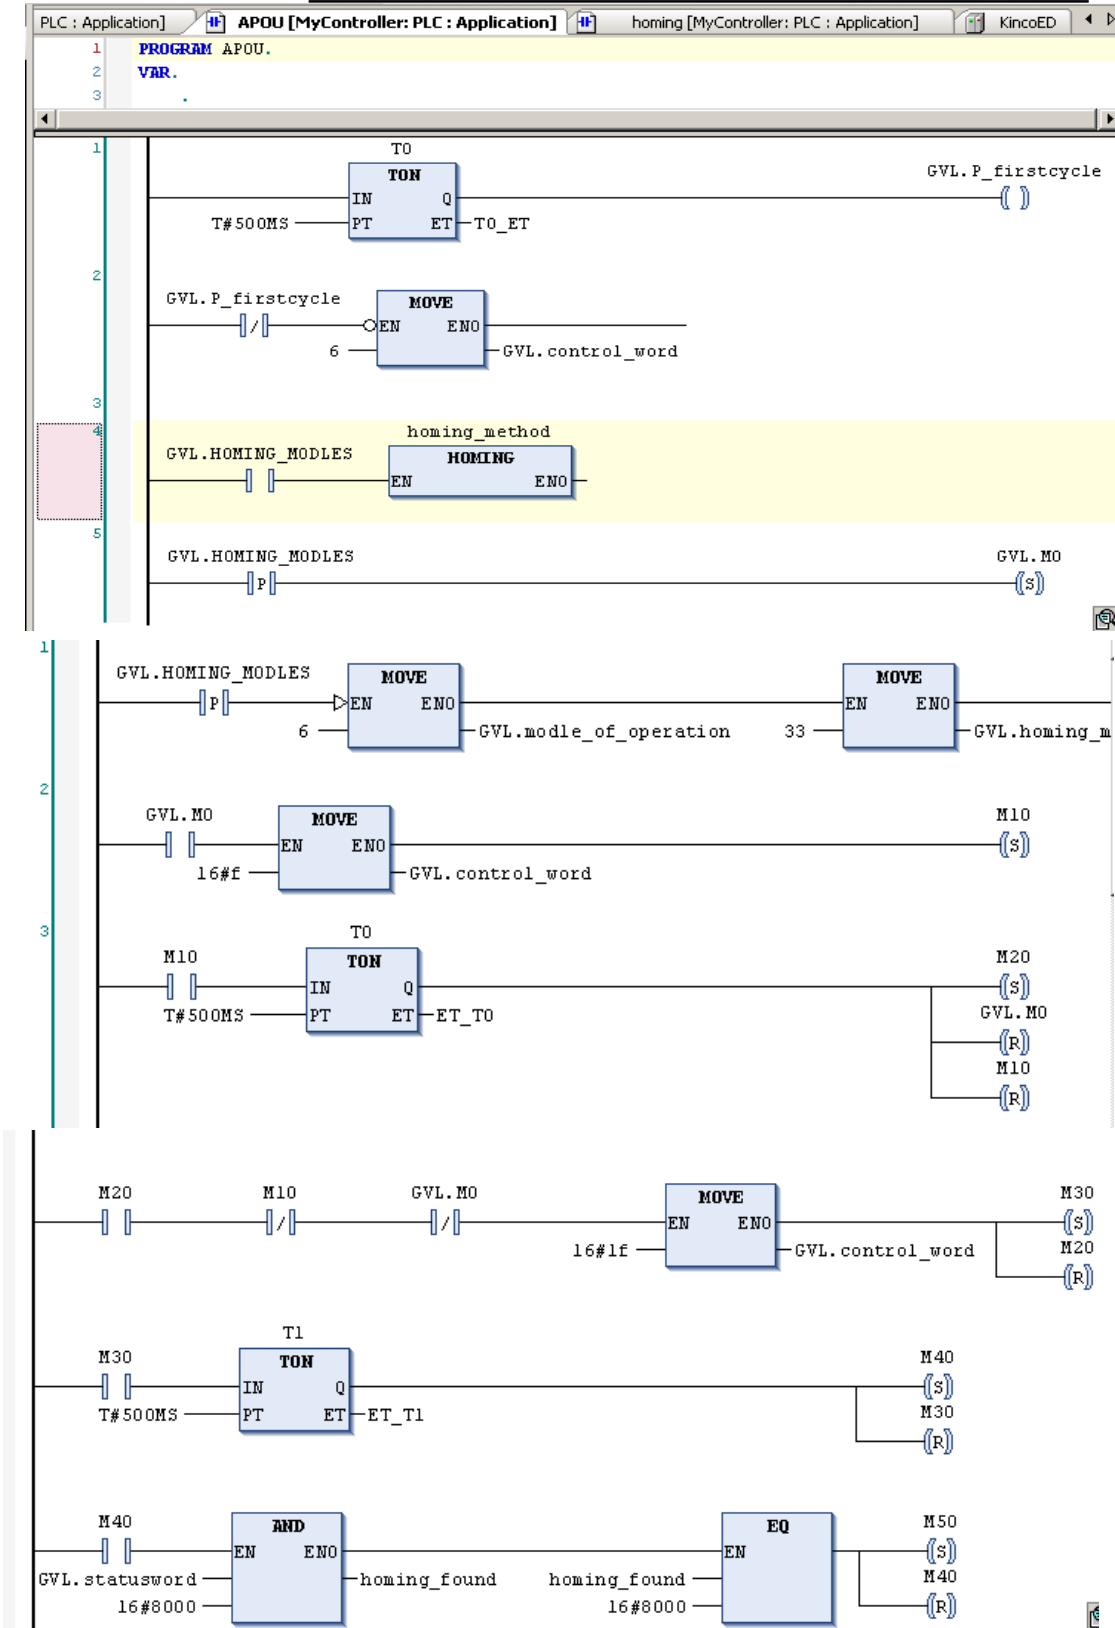 PLC : Application] APOU [MyController: PLC : Application] homing [MyController: PLC : Application] KincoED
1 PROGRAM APOU.
2 VAR.
3 .
1
T0
TON
GVL.P_firstcycle
IN Q
T#500MS PT ET T0_ET
2
GVL.P_firstcycle MOVE
EN ENO
6 GVL.control_word
3
4 homing_method
GVL.HOMING_MODLES HOMING
EN ENO
5
GVL.HOMING_MODLES GVL.M0
P S
1
GVL.HOMING_MODLES MOVE MOVE
P EN ENO EN ENO
6 GVL.modle_of_operation 33 GVL.homing_m
2
GVL.M0 MOVE M10
EN ENO S
16#f GVL.control_word
3 T0
M10 TON M20
IN Q S
T#500MS PT ET ET_T0 GVL.M0
R
M10
R
M20 M10 GVL.M0 MOVE M30
EN ENO S
16#1f GVL.control_word M20
R
T1
M30 TON M40
IN Q S
T#500MS PT ET ET_T1 M30
R
M40 AND EQ M50
EN ENO EN S
GVL.statusword homing_found homing_found M40
16#8000 16#8000 R